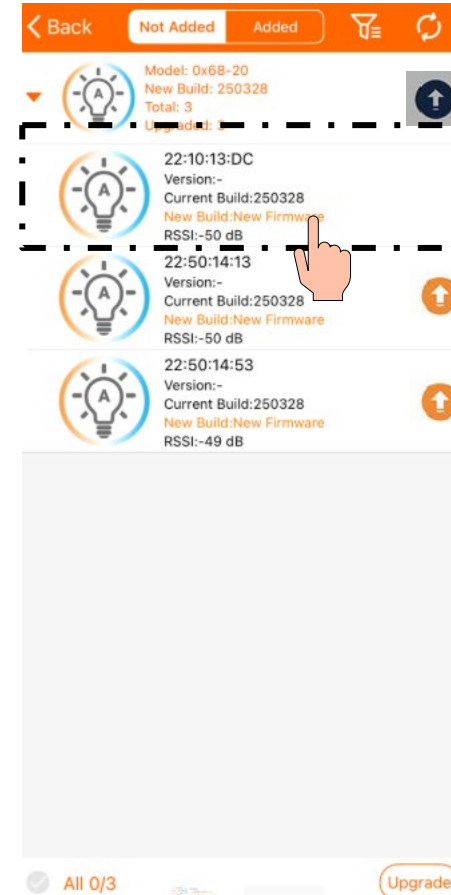 Back
Not Added
Added
Model: 0x68-20
New Build: 250328
Total: 3
Upgraded: 3
22:10:13:DC
Version:-
Current Build:250328
New Build:New Firmware
RSSI:-50 dB
22:50:14:13
Version:-
Current Build:250328
New Build:New Firmware
RSSI:-50 dB
22:50:14:53
Version:-
Current Build:250328
New Build:New Firmware
RSSI:-49 dB
A
A
A
A
All 0/3
Upgrade